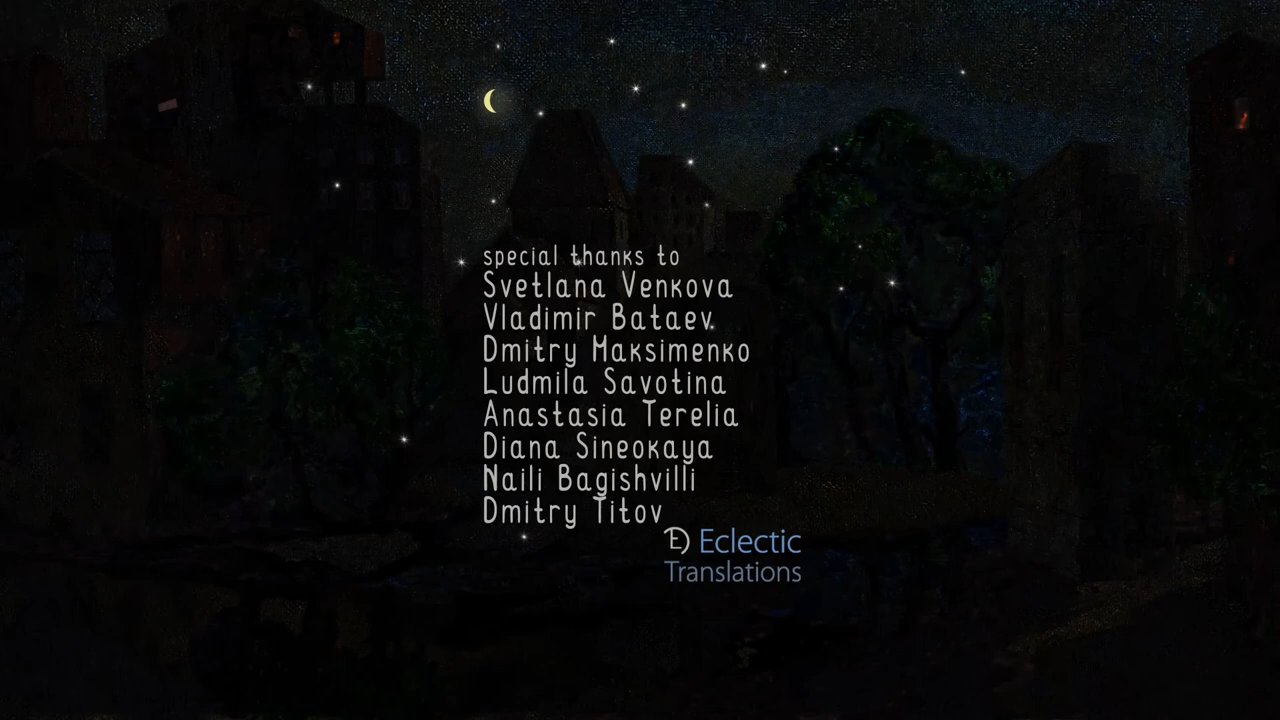 special thanks to
Svetlana Venkova
Vladimir Bataev
Dmitry Maksimenko
Ludmila Savotina
Anastasia Terelia
Diana Sineokaya
Naili Bagishvilli
Dmitry Titov
E Eclectic
Translations